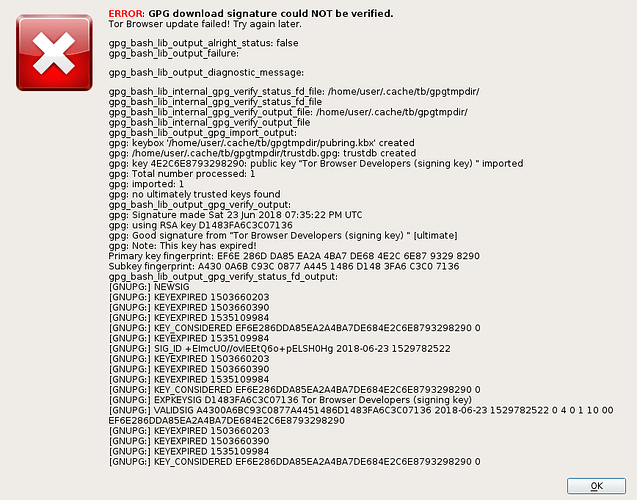 ERROR: GPG download signature could NOT be verified.
Tor Browser update failed! Try again later.
gpg_bash_lib_output_alright_status: false
gpg_bash_lib_output_failure:
gpg_bash_lib_output_diagnostic_message:
gpg_bash_lib_internal_gpg_verify_status_fd_file: /home/user/.cache/tb/gpgtmpdir/
gpg_bash_lib_internal_gpg_verify_status_fd_file
gpg_bash_lib_internal_gpg_verify_output_file: /home/user/.cache/tb/gpgtmpdir/
gpg_bash_lib_internal_gpg_verify_output_file
gpg_bash_lib_output_gpg_import_output:
gpg: keybox '/home/user/.cache/tb/gpgtmpdir/pubring.kbx' created
gpg: /home/user/.cache/tb/gpgtmpdir/trustdb.gpg: trustdb created
gpg: key 4E2C6E8793298290: public key "Tor Browser Developers (signing key) " imported
gpg: Total number processed: 1
gpg: imported: 1
gpg: no ultimately trusted keys found
gpg_bash_lib_output_gpg_verify_output:
gpg: Signature made Sat 23 Jun 2018 07:35:22 PM UTC
gpg: using RSA key D1483FA6C3C07136
gpg: Good signature from "Tor Browser Developers (signing key) " [ultimate]
gpg: Note: This key has expired!
Primary key fingerprint: EF6E 286D DA85 EA2A 4BA7 DE68 4E2C 6E87 9329 8290
Subkey fingerprint: A430 0A6B C93C 0877 A445 1486 D148 3FA6 C3C0 7136
gpg_bash_lib_output_gpg_verify_status_fd_output:
[GNUPG:] NEWSIG
[GNUPG:] KEYEXPIRED 1503660203
[GNUPG:] KEYEXPIRED 1503660390
[GNUPG:] KEYEXPIRED 1535109984
[GNUPG:] KEY_CONSIDERED EF6E286DDA85EA2A4BA7DE684E2C6E8793298290 0
[GNUPG:] KEYEXPIRED 1535109984
[GNUPG:] SIG_ID 2018-06-23 1529782522
[GNUPG:] KEYEXPIRED 1503660203
[GNUPG:] KEYEXPIRED 1503660390
[GNUPG:] KEYEXPIRED 1535109984
[GNUPG:] KEY_CONSIDERED EF6E286DDA85EA2A4BA7DE684E2C6E8793298290 0
[GNUPG:] EXPKEYSIG D1483FA6C3C07136 Tor Browser Developers (signing key)
[GNUPG:] VALIDSIG A4300A6BC93C0877A4451486D1483FA6C3C07136 2018-06-23 1529782522 0 4 0 1 10 00
EF6E286DDA85EA2A4BA7DE684E2C6E8793298290
[GNUPG:] KEYEXPIRED 1503660203
[GNUPG:] KEYEXPIRED 1503660390
[GNUPG:] KEYEXPIRED 1535109984
[GNUPG:] KEY_CONSIDERED EF6E286DDA85EA2A4BA7DE684E2C6E8793298290 0
OK